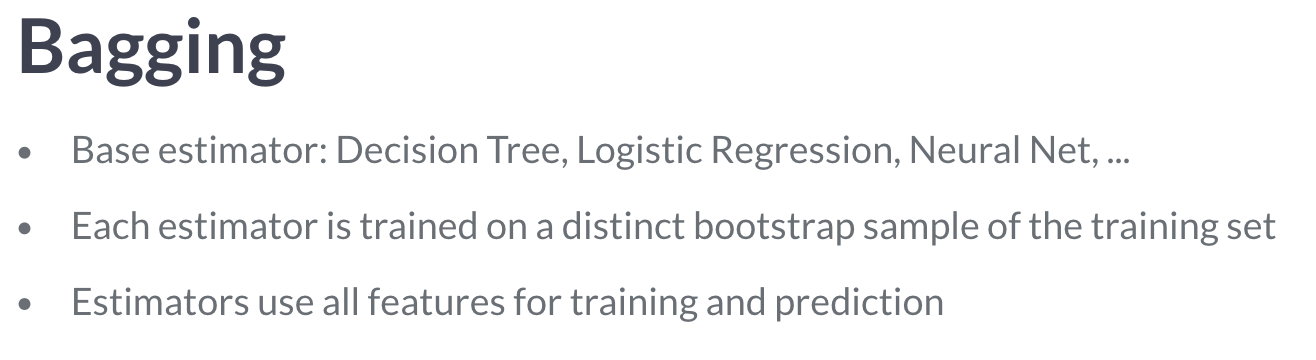 Bagging
• Base estimator: Decision Tree, Logistic Regression, Neural Net, ...
• Each estimator is trained on a distinct bootstrap sample of the training set
• Estimators use all features for training and prediction